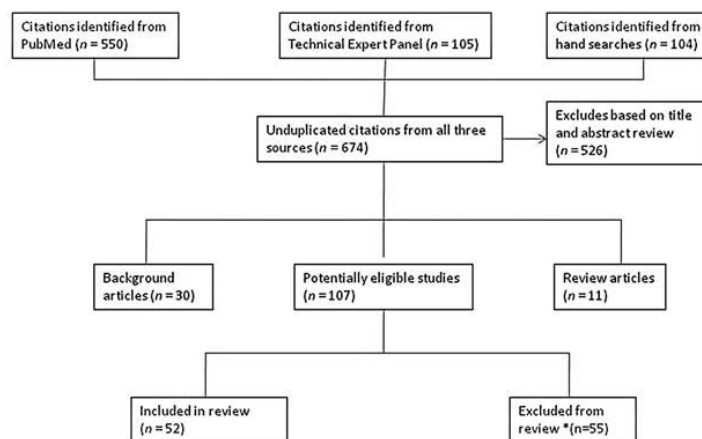 Citations identified from
PubMed (n = 550)
Citations identified from
Technical Expert Panel (n = 105)
Citations identified from
hand searches (n = 104)
Unduplicated citations from all three
sources (n = 674)
Excludes based on title
and abstract review
(n = 526)
Background
articles (n = 30)
Potentially eligible studies
(n = 107)
Review articles
(n = 11)
Included in review
(n = 52)
Excluded from
review *(n=55)